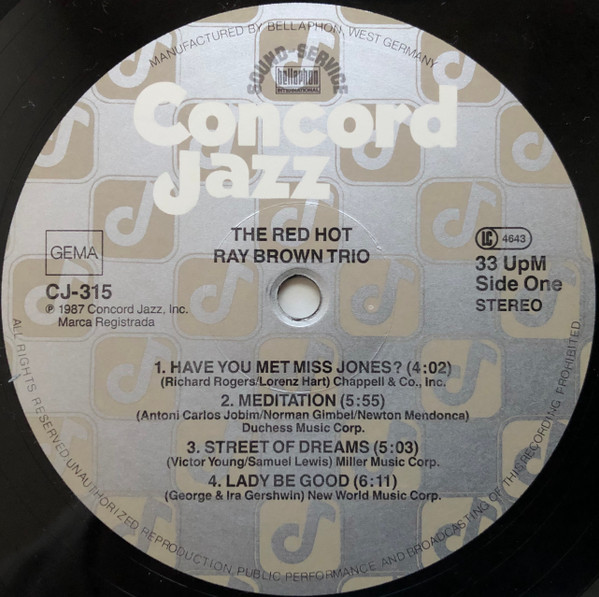 MANUFACTURED BY BELLAPHON, WEST GERMANY
SOUND-SERVICE
bellaphon
INTERNATIONAL
Concord
Jazz
THE RED HOT
RAY BROWN TRIO
GEMA
LC 4643
CJ-315
℗ 1987 Concord Jazz, Inc.
Marca Registrada
33 UpM
Side One
STEREO
1. HAVE YOU MET MISS JONES? (4:02)
(Richard Rogers/Lorenz Hart) Chappell & Co., Inc.
2. MEDITATION (5:55)
(Antoni Carlos Jobim/Norman Gimbel/Newton Mendonca)
Duchess Music Corp.
3. STREET OF DREAMS (5:03)
(Victor Young/Samuel Lewis) Miller Music Corp.
4. LADY BE GOOD (6:11)
(George & Ira Gershwin) New World Music Corp.
ALL RIGHTS RESERVED. UNAUTHORIZED REPRODUCTION, PUBLIC PERFORMANCE AND BROADCASTING OF THIS RECORDING PROHIBITED.